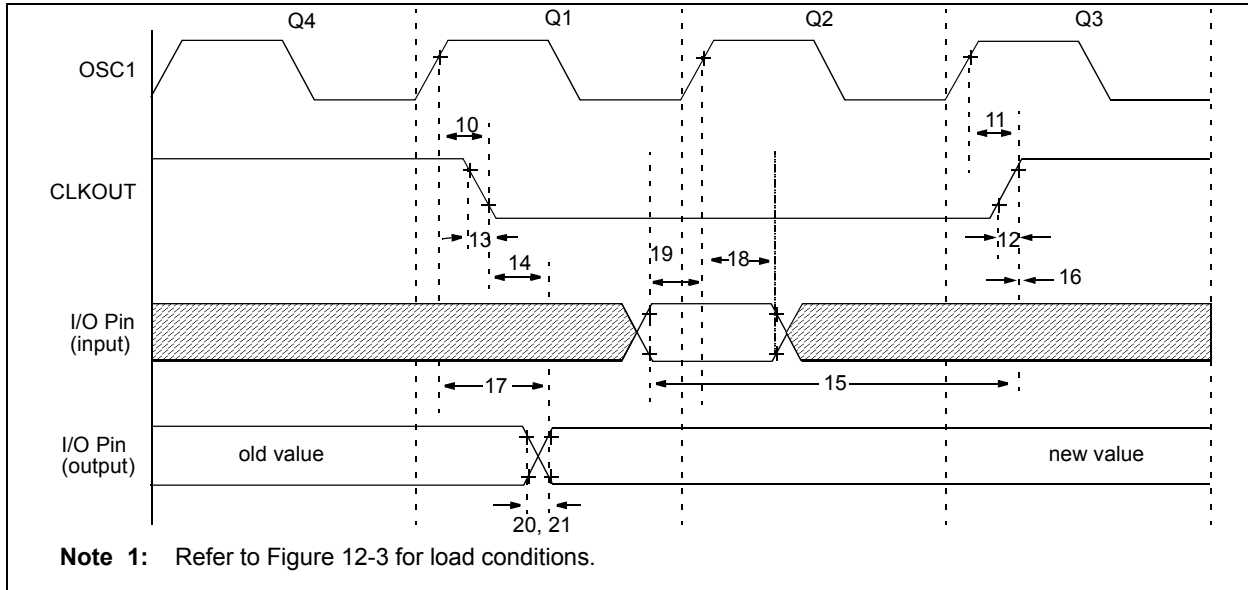 Q4 Q1 Q2 Q3
OSC1
10 11
CLKOUT
13 12
14 19 18 16
I/O Pin
(input)
17 15
I/O Pin
(output)
old value new value
20, 21
Note 1: Refer to Figure 12-3 for load conditions.